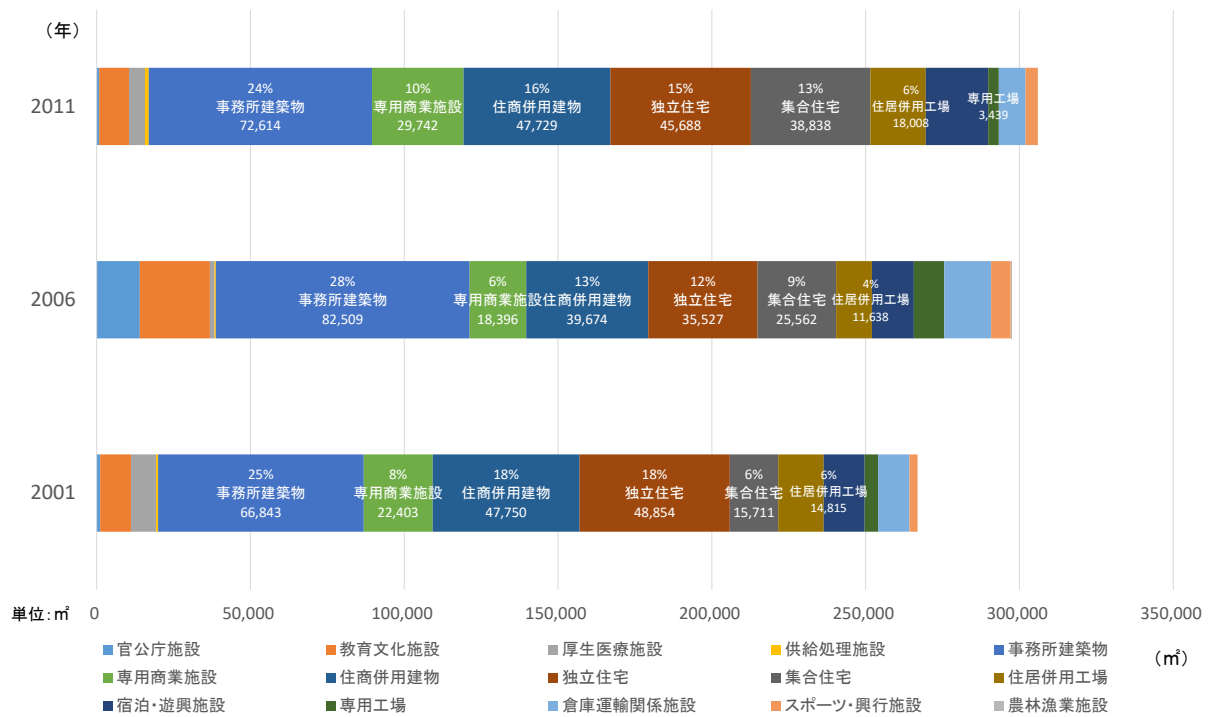 （年）
2011
24%
事務所建築物
72,614
10%
専用商業施設
29,742
16%
住商併用建物
47,729
15%
独立住宅
45,688
13%
集合住宅
38,838
6%
住居併用工場
18,008
専用工場
3,439
2006
28%
事務所建築物
82,509
6%
専用商業施設
18,396
13%
住商併用建物
39,674
12%
独立住宅
35,527
9%
集合住宅
25,562
4%
住居併用工場
11,638
2001
25%
事務所建築物
66,843
8%
専用商業施設
22,403
18%
住商併用建物
47,750
18%
独立住宅
48,854
6%
集合住宅
15,711
6%
住居併用工場
14,815
単位：㎡ 0 50,000 100,000 150,000 200,000 250,000 300,000 350,000
（㎡）
官公庁施設 教育文化施設 厚生医療施設 供給処理施設 事務所建築物
専用商業施設 住商併用建物 独立住宅 集合住宅 住居併用工場
宿泊・遊興施設 専用工場 倉庫運輸関係施設 スポーツ・興行施設 農林漁業施設